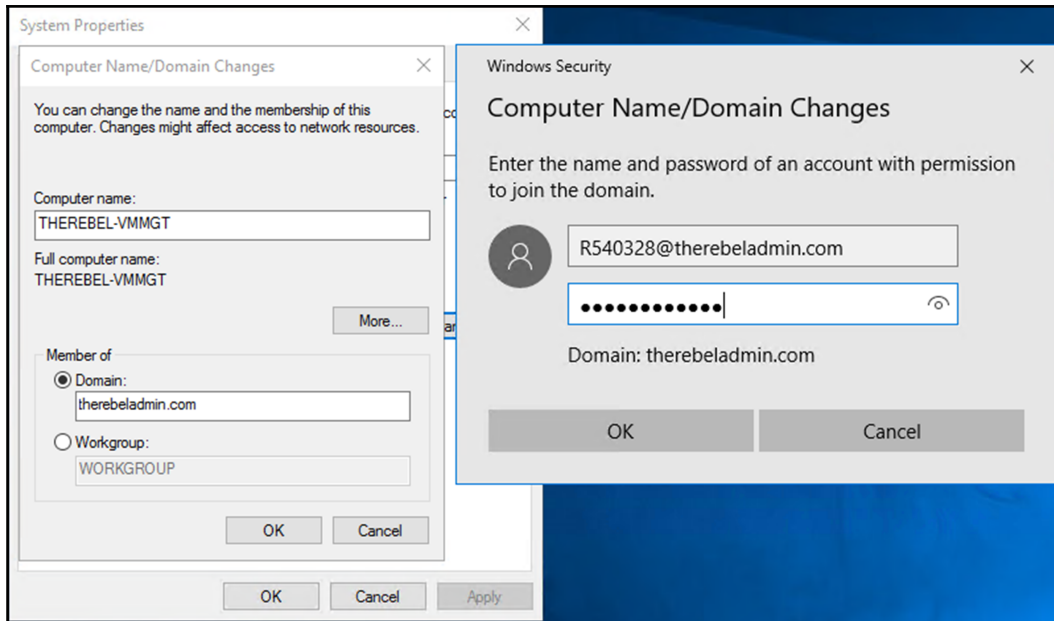 System Properties
Computer Name/Domain Changes
You can change the name and the membership of this
computer. Changes might affect access to network resources.
Computer name:
THEREBEL-VMMGT
Full computer name:
THEREBEL-VMMGT
More...
Member of
Domain:
therebeladmin.com
Workgroup:
WORKGROUP
OK Cancel
OK Cancel Apply
Windows Security
Computer Name/Domain Changes
Enter the name and password of an account with permission
to join the domain.
R540328@therebeladmin.com
●●●●●●●●●●●●
Domain: therebeladmin.com
OK Cancel